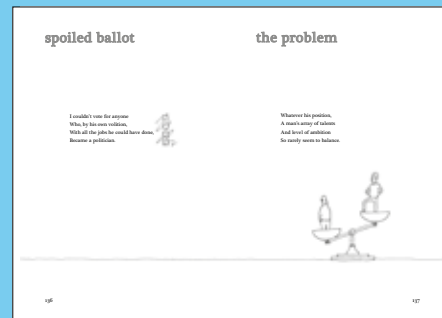 spoiled ballot
I couldn't vote for anyone
Who, by his own volition,
With all the jobs he could have done,
Became a politician.
136
the problem
Whatever his position,
A man's array of talents
And level of ambition
So rarely seem to balance.
137